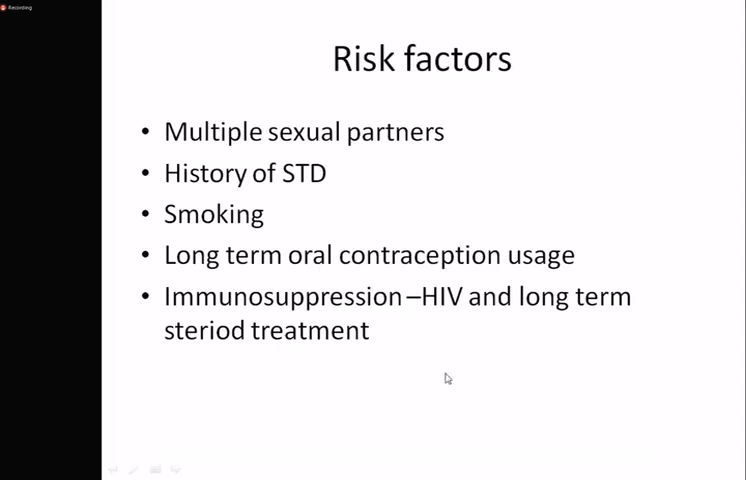 Recording
Risk factors
• Multiple sexual partners
• History of STD
• Smoking
• Long term oral contraception usage
• Immunosuppression –HIV and long term
steriod treatment